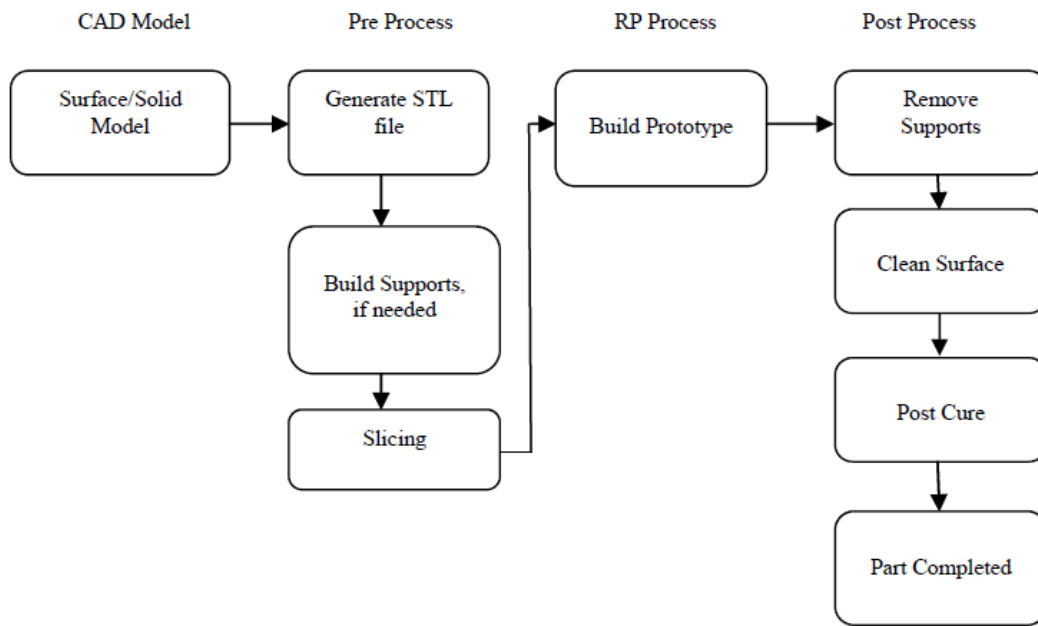 CAD Model
Pre Process
RP Process
Post Process
Surface/Solid
Model
Generate STL
file
Build Supports,
if needed
Slicing
Build Prototype
Remove
Supports
Clean Surface
Post Cure
Part Completed